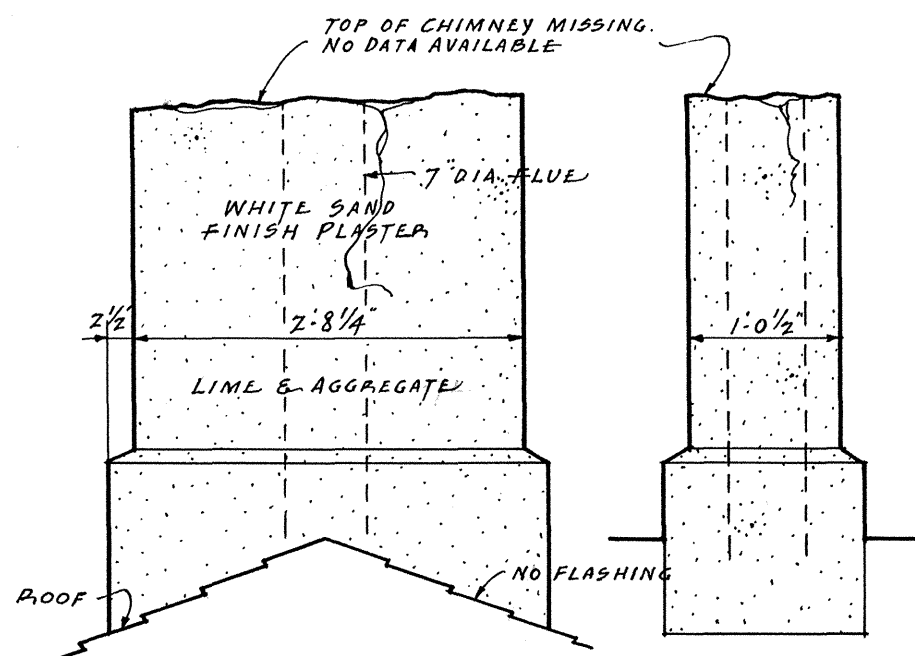 TOP OF CHIMNEY MISSING.
NO DATA AVAILABLE
7" DIA. FLUE
WHITE SAND
FINISH PLASTER
2½"
2'-8¼"
1'-0½"
LIME & AGGREGATE
NO FLASHING
ROOF